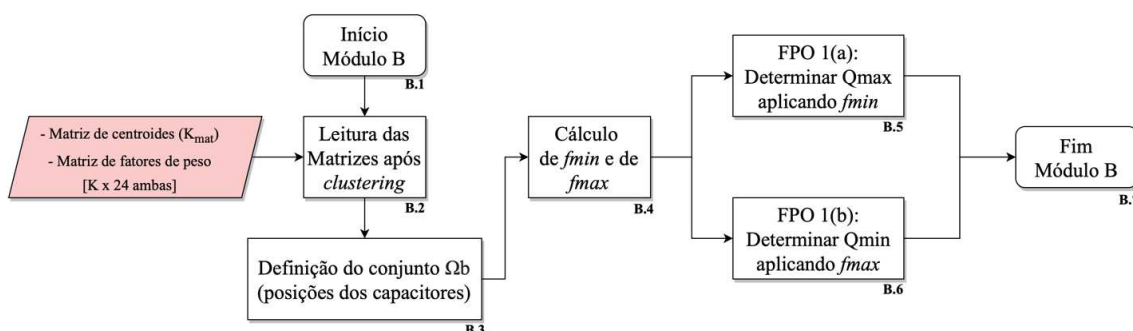 Início
Módulo B
B.1
- Matriz de centroides (Kmat)
- Matriz de fatores de peso
[K x 24 ambas]
Leitura das
Matrizes após
clustering
B.2
Definição do conjunto Ωb
(posições dos capacitores)
B.3
Cálculo
de fmin e de
fmax
B.4
FPO 1(a):
Determinar Qmax
aplicando fmin
B.5
FPO 1(b):
Determinar Qmin
aplicando fmax
B.6
Fim
Módulo B